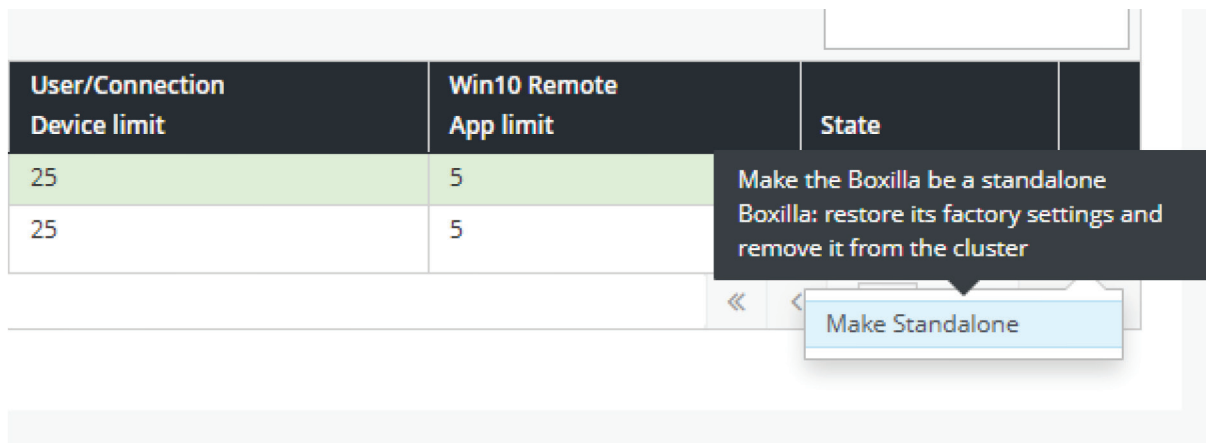 User/Connection
Device limit
Win10 Remote
App limit
State
25
5
25
5
Make the Boxilla be a standalone
Boxilla: restore its factory settings and
remove it from the cluster
«
<
Make Standalone